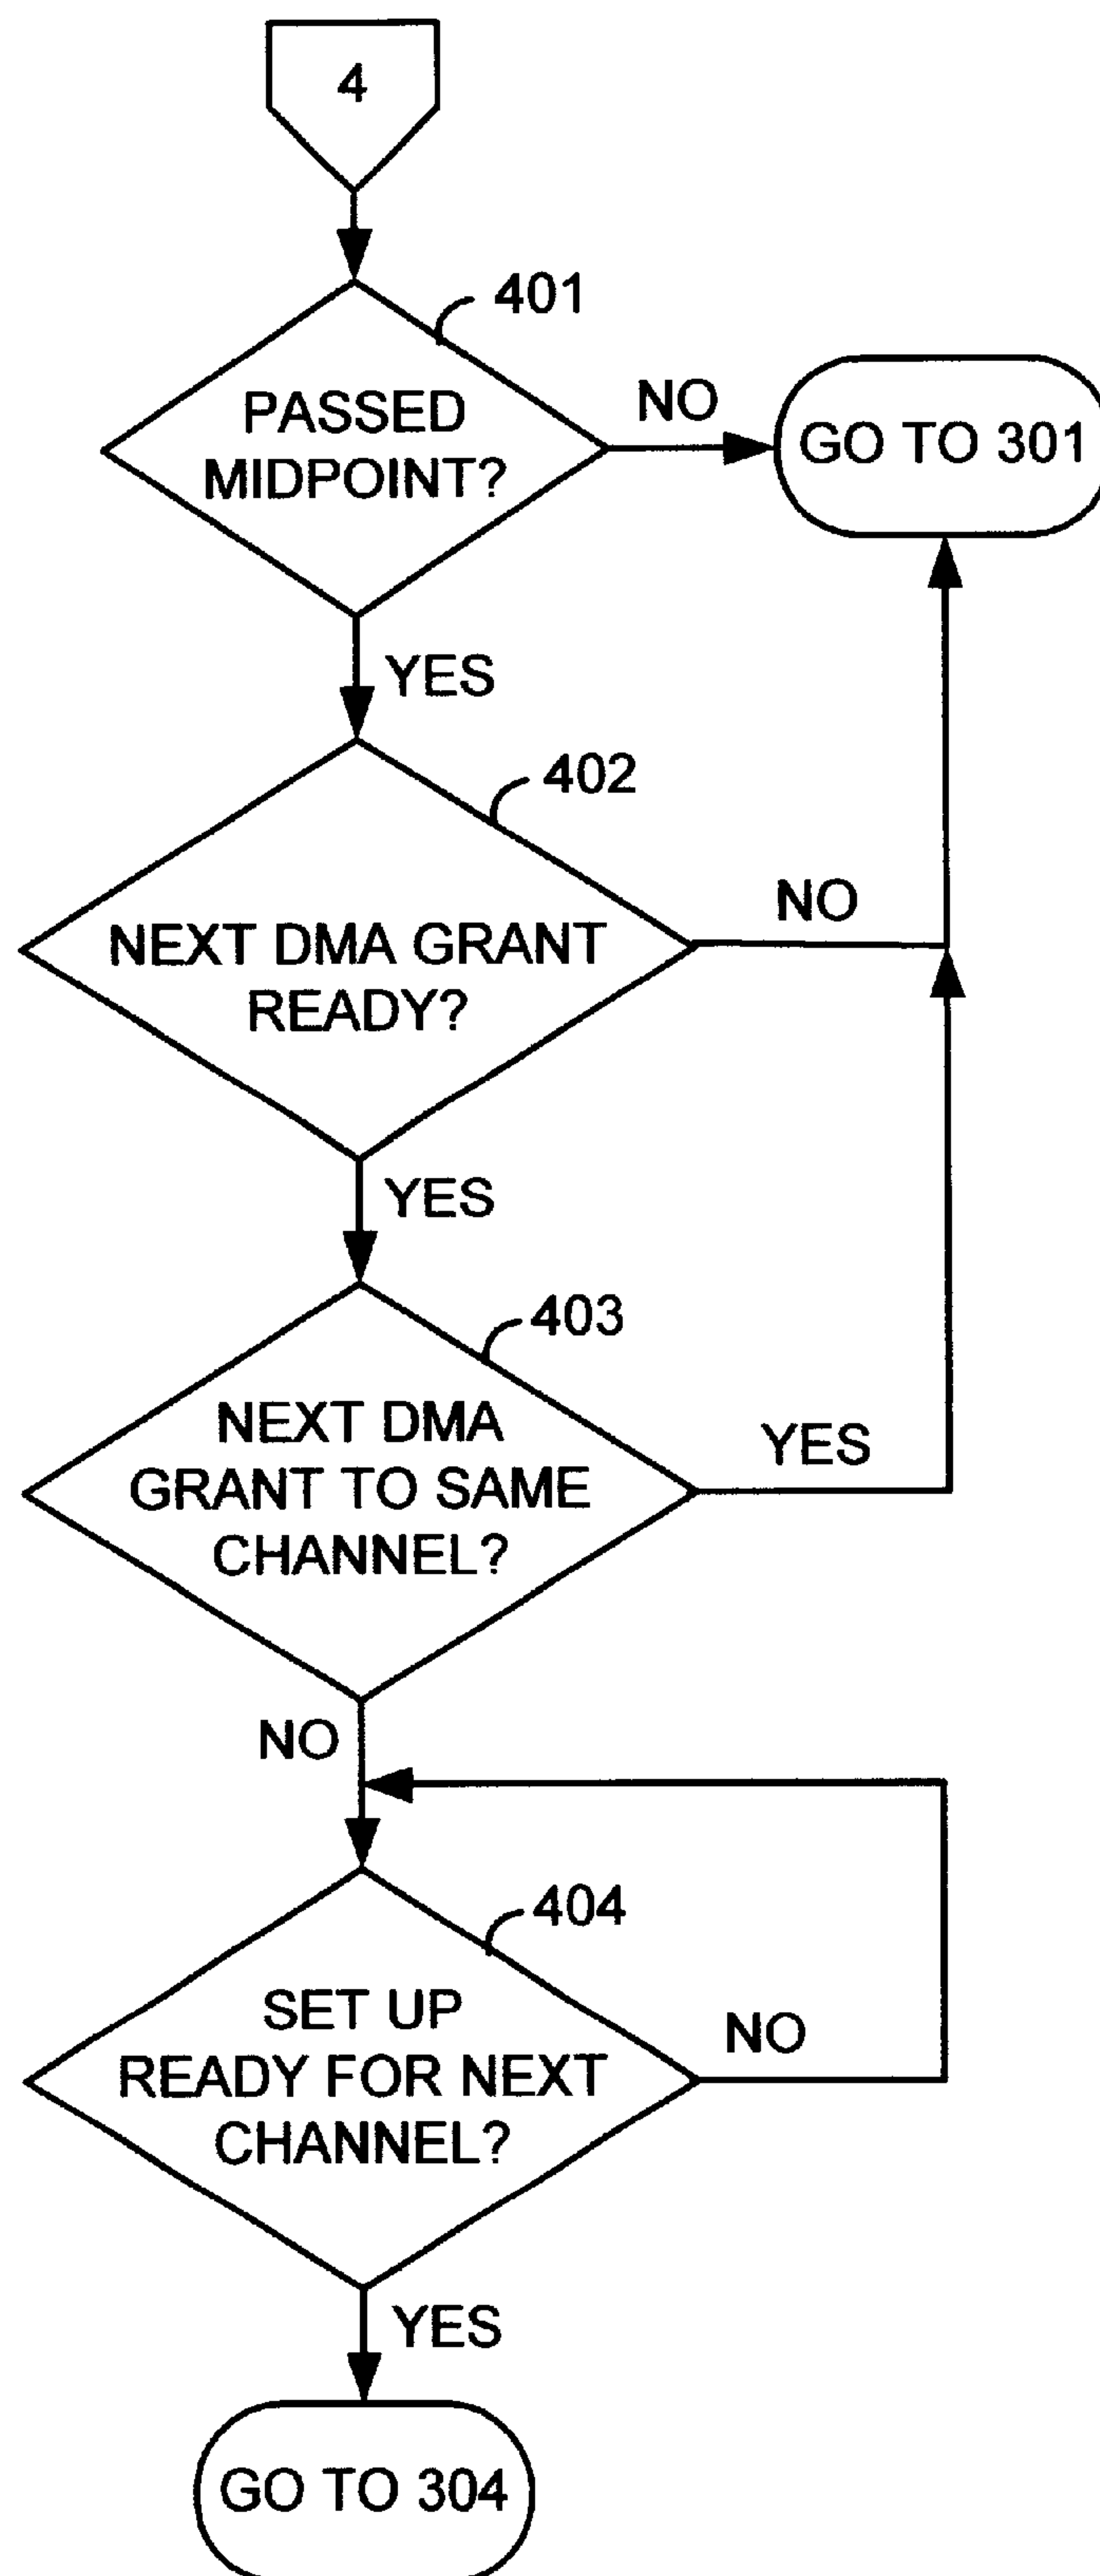 4
401
PASSED
MIDPOINT?
NO
GO TO 301
YES
402
NEXT DMA GRANT
READY?
NO
YES
403
NEXT DMA
GRANT TO SAME
CHANNEL?
YES
NO
404
SET UP
READY FOR NEXT
CHANNEL?
NO
YES
GO TO 304